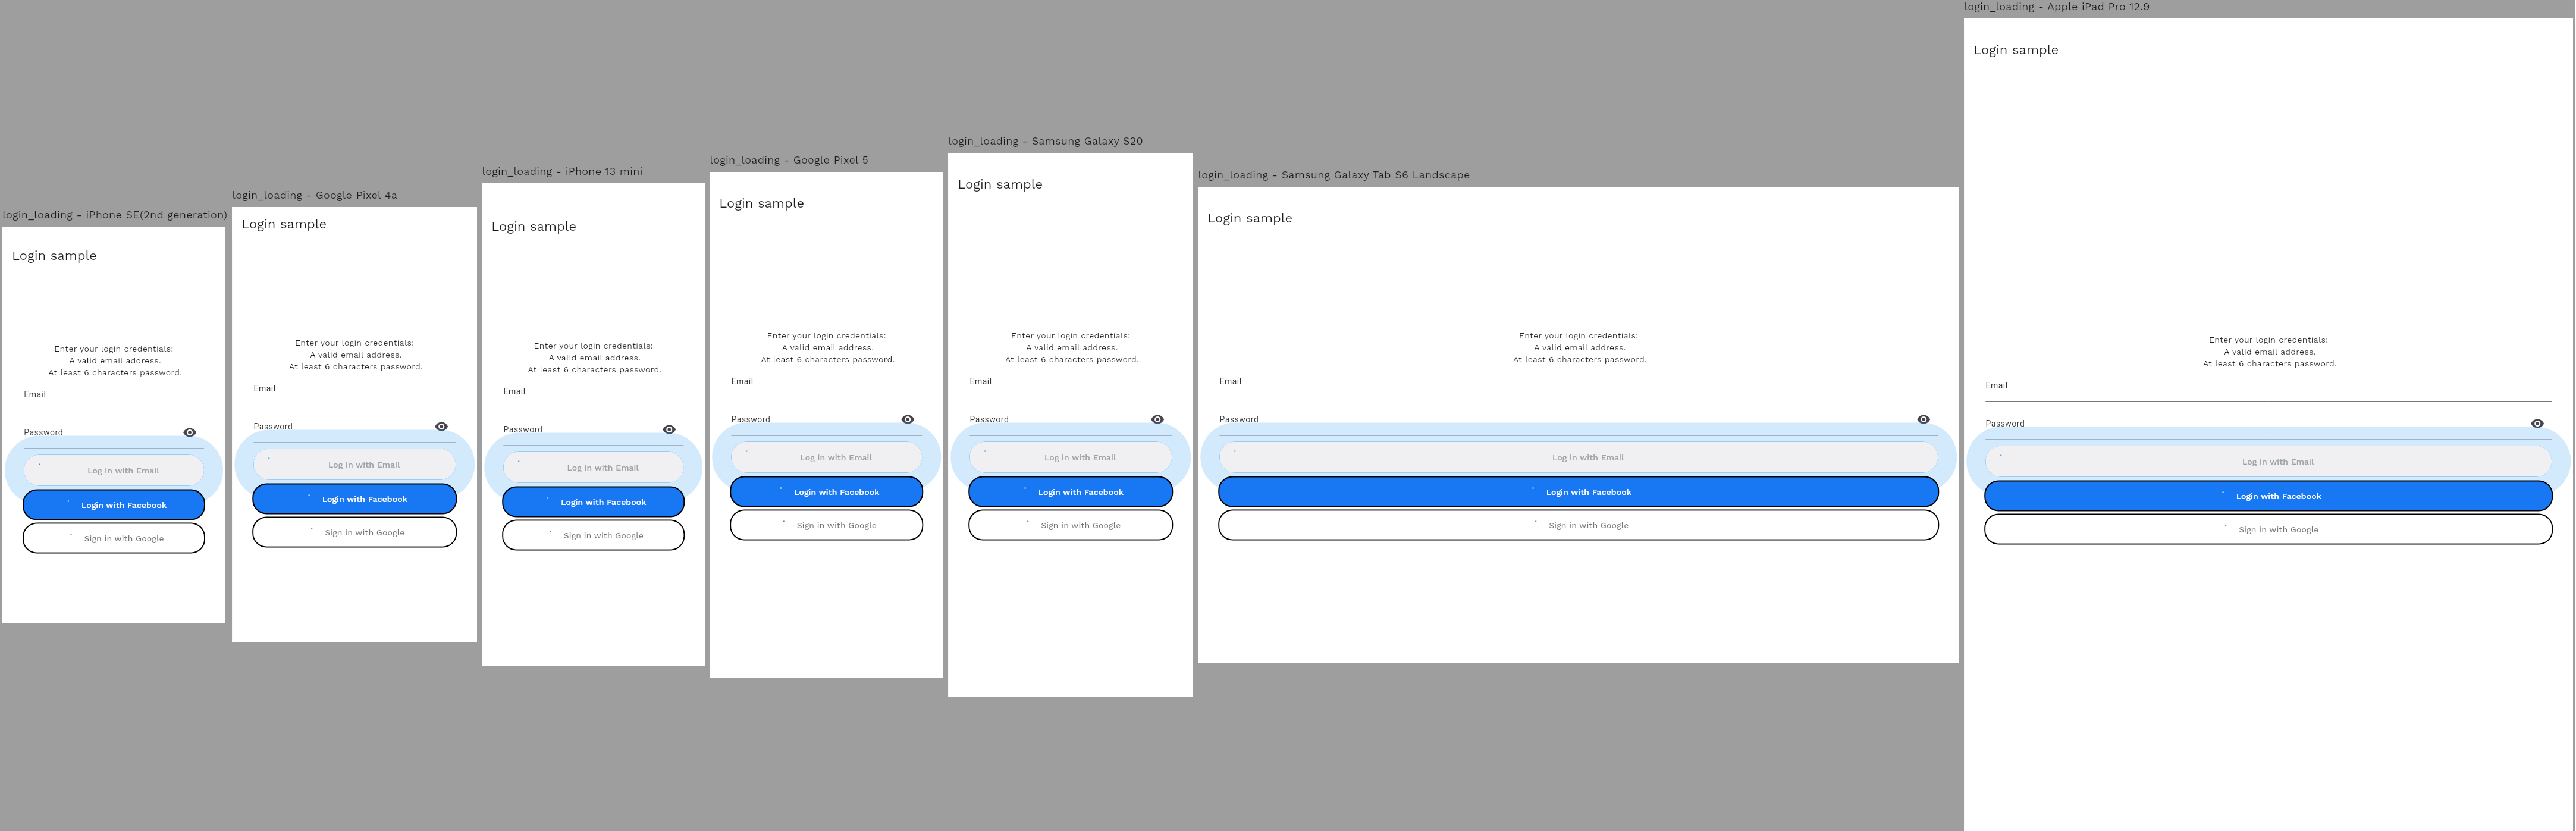 login_loading - iPhone SE(2nd generation)
Login sample
Enter your login credentials:
A valid email address.
At least 6 characters password.
Email
Password
Log in with Email
Login with Facebook
Sign in with Google
login_loading - Google Pixel 4a
Login sample
Enter your login credentials:
A valid email address.
At least 6 characters password.
Email
Password
Log in with Email
Login with Facebook
Sign in with Google
login_loading - iPhone 13 mini
Login sample
Enter your login credentials:
A valid email address.
At least 6 characters password.
Email
Password
Log in with Email
Login with Facebook
Sign in with Google
login_loading - Google Pixel 5
Login sample
Enter your login credentials:
A valid email address.
At least 6 characters password.
Email
Password
Log in with Email
Login with Facebook
Sign in with Google
login_loading - Samsung Galaxy S20
Login sample
Enter your login credentials:
A valid email address.
At least 6 characters password.
Email
Password
Log in with Email
Login with Facebook
Sign in with Google
login_loading - Samsung Galaxy Tab S6 Landscape
Login sample
Enter your login credentials:
A valid email address.
At least 6 characters password.
Email
Password
Log in with Email
Login with Facebook
Sign in with Google
login_loading - Apple iPad Pro 12.9
Login sample
Enter your login credentials:
A valid email address.
At least 6 characters password.
Email
Password
Log in with Email
Login with Facebook
Sign in with Google